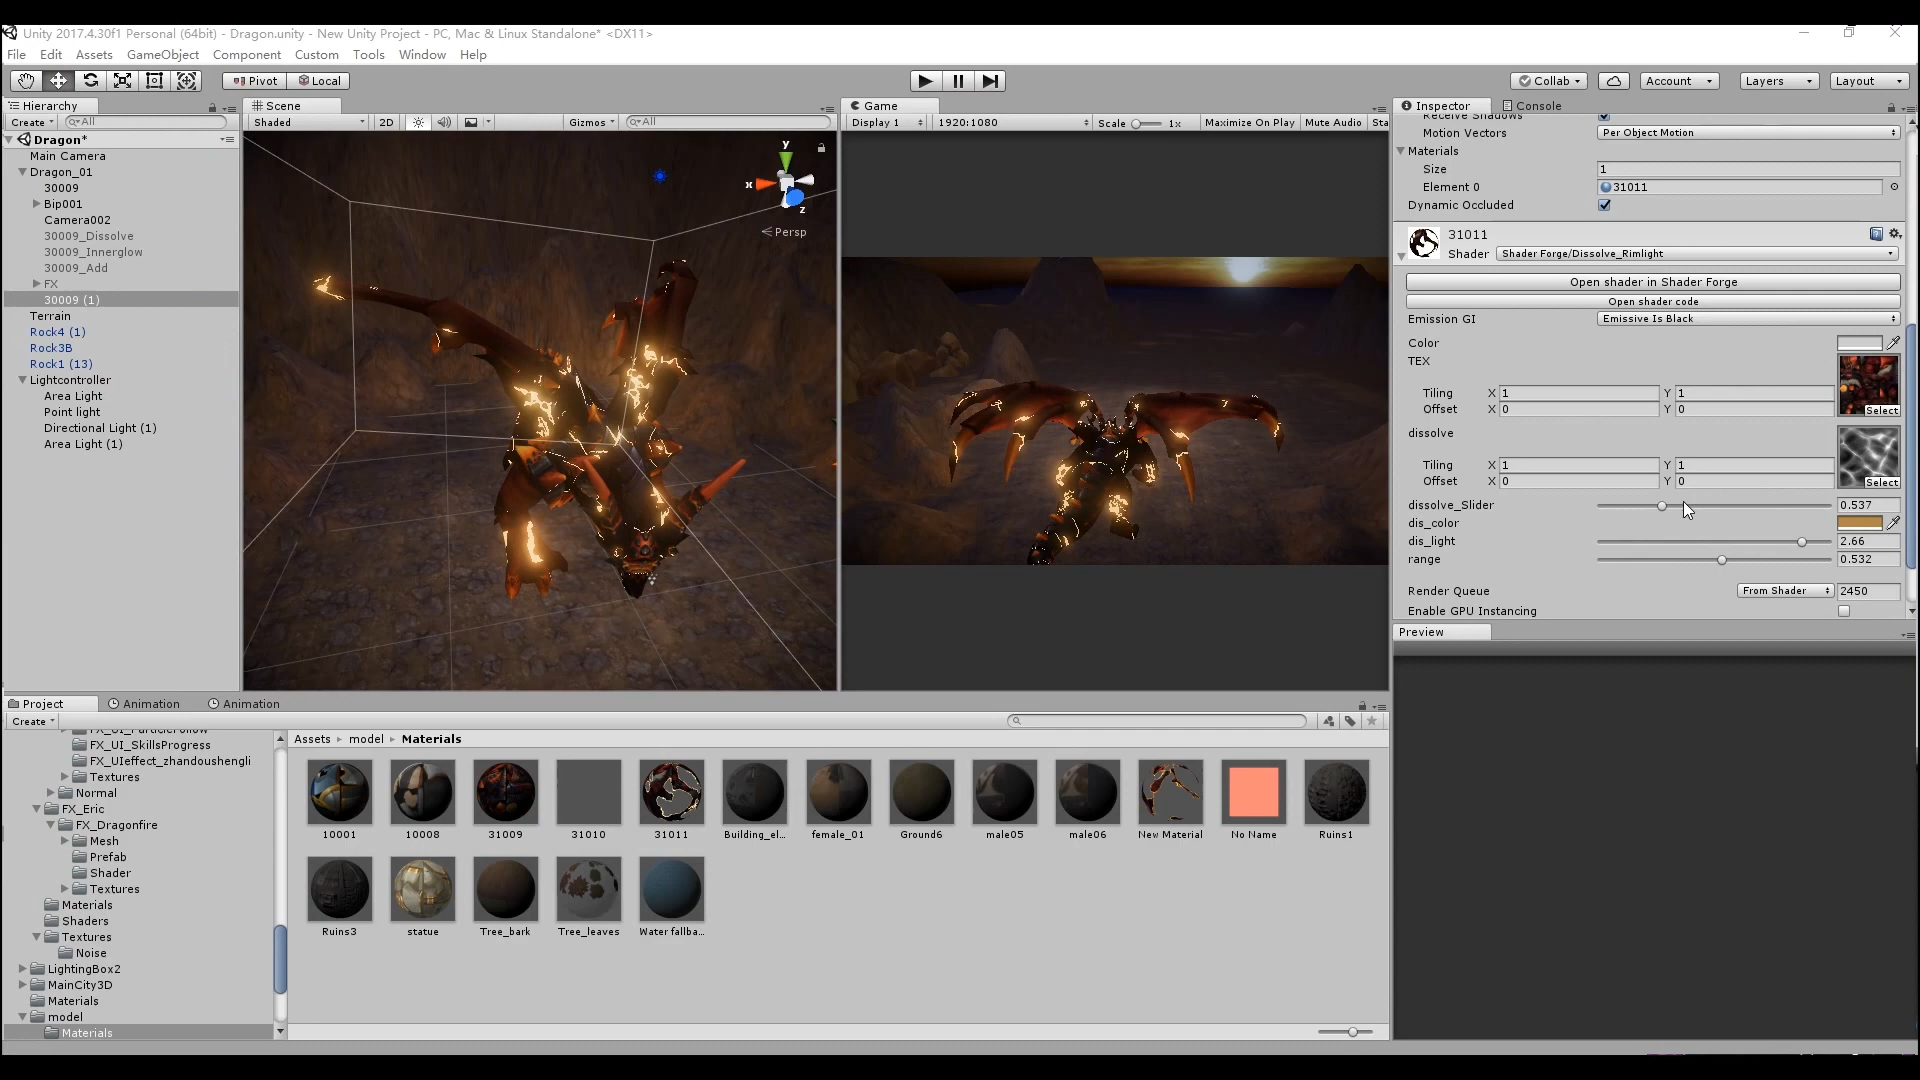 Unity 2017.4.30f1 Personal (64bit) - Dragon.unity - New Unity Project - PC, Mac & Linux Standalone* <DX11>
File Edit Assets GameObject Component Custom Tools Window Help
Pivot Local
Collab Account Layers Layout
Hierarchy
Create All
Dragon*
Main Camera
Dragon_01
30009
Bip001
Camera002
30009_Dissolve
30009_Innerglow
30009_Add
FX
30009 (1)
Terrain
Rock4 (1)
Rock3B
Rock1 (13)
Lightcontroller
Area Light
Point light
Directional Light (1)
Area Light (1)
Scene
Shaded 2D Gizmos All
y
x
z
Persp
Game
Display 1 1920:1080 Scale 1x Maximize On Play Mute Audio Sta
Inspector Console
Receive Shadows
Motion Vectors Per Object Motion
Materials
Size 1
Element 0 31011
Dynamic Occluded
31011
Shader Shader Forge/Dissolve_Rimlight
Open shader in Shader Forge
Open shader code
Emission GI Emissive Is Black
Color
TEX
Tiling X 1 Y 1
Offset X 0 Y 0
Select
dissolve
Tiling X 1 Y 1
Offset X 0 Y 0
Select
dissolve_Slider 0.537
dis_color
dis_light 2.66
range 0.532
Render Queue From Shader 2450
Enable GPU Instancing
Preview
Project Animation Animation
Create
FX_UI_ParticleFollow
FX_UI_SkillsProgress
FX_UIeffect_zhandoushengli
Textures
Normal
FX_Eric
FX_Dragonfire
Mesh
Prefab
Shader
Textures
Materials
Shaders
Textures
Noise
LightingBox2
MainCity3D
Materials
model
Materials
Assets model Materials
10001 10008 31009 31010 31011 Building_el... female_01 Ground6 male05 male06 New Material No Name Ruins1
Ruins3 statue Tree_bark Tree_leaves Water fallba...